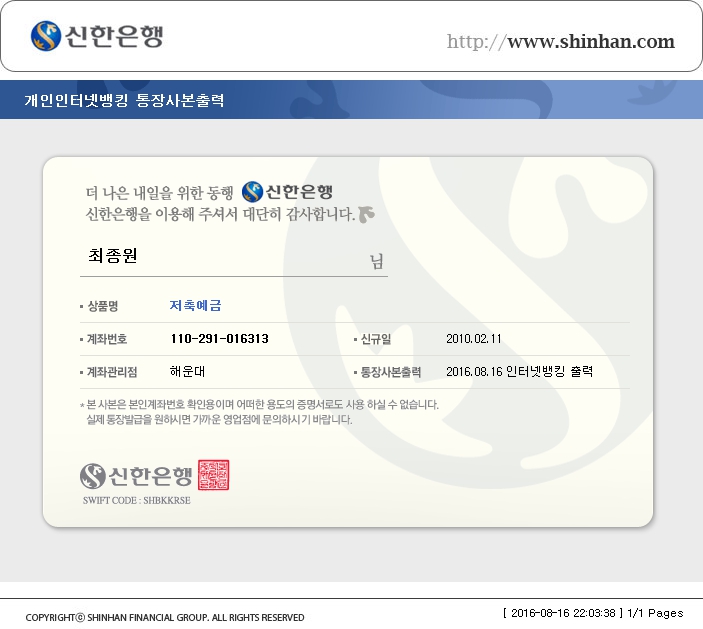 신한은행
http://www.shinhan.com
개인인터넷뱅킹 통장사본출력
더 나은 내일을 위한 동행 신한은행
신한은행을 이용해 주셔서 대단히 감사합니다.
최종원 님
상품명 저축예금
계좌번호 110-291-016313 신규일 2010.02.11
계좌관리점 해운대 통장사본출력 2016.08.16 인터넷뱅킹 출력
* 본 사본은 본인계좌번호 확인용이며 어떠한 용도의 증명서로도 사용 하실 수 없습니다.
실제 통장발급을 원하시면 가까운 영업점에 문의하시기 바랍니다.
신한은행
SWIFT CODE : SHBKKRSE
COPYRIGHTⓒ SHINHAN FINANCIAL GROUP. ALL RIGHTS RESERVED
[ 2016-08-16 22:03:38 ] 1/1 Pages